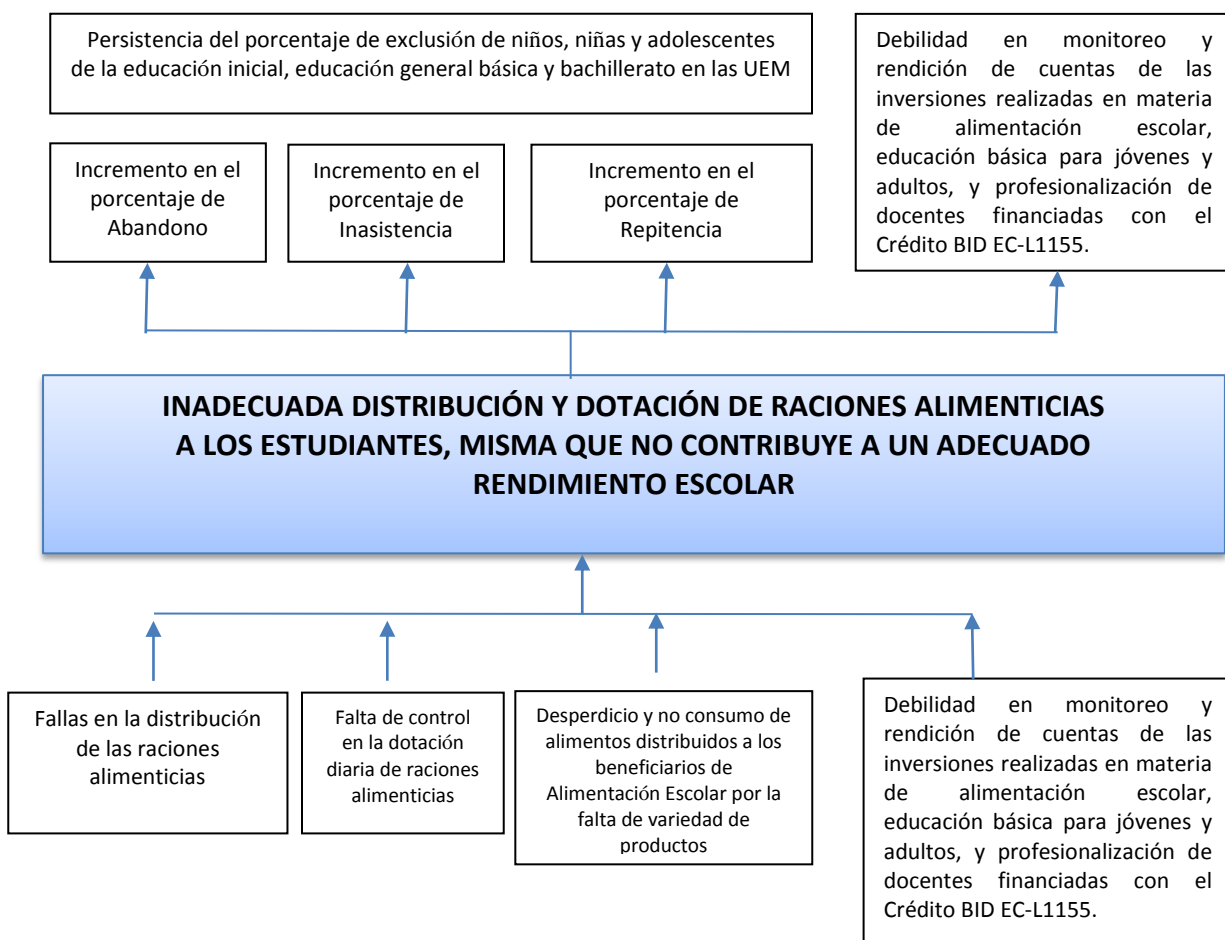 Persistencia del porcentaje de exclusión de niños, niñas y adolescentes
de la educación inicial, educación general básica y bachillerato en las UEM
Debilidad en monitoreo y
rendición de cuentas de las
inversiones realizadas en materia
de alimentación escolar,
educación básica para jóvenes y
adultos, y profesionalización de
docentes financiadas con el
Crédito BID EC-L1155.
Incremento en el
porcentaje de
Abandono
Incremento en el
porcentaje de
Inasistencia
Incremento en el
porcentaje de
Repitencia
INADECUADA DISTRIBUCIÓN Y DOTACIÓN DE RACIONES ALIMENTICIAS
A LOS ESTUDIANTES, MISMA QUE NO CONTRIBUYE A UN ADECUADO
RENDIMIENTO ESCOLAR
Fallas en la distribución
de las raciones
alimenticias
Falta de control
en la dotación
diaria de raciones
alimenticias
Desperdicio y no consumo de
alimentos distribuidos a los
beneficiarios de
Alimentación Escolar por la
falta de variedad de
productos
Debilidad en monitoreo y
rendición de cuentas de las
inversiones realizadas en materia
de alimentación escolar,
educación básica para jóvenes y
adultos, y profesionalización de
docentes financiadas con el
Crédito BID EC-L1155.